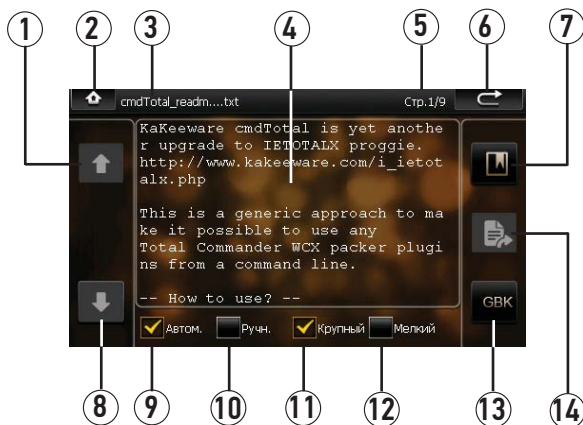 1 2 3 4 5 6 7
cmdTotal_readm....txt Стр.1/9
KaKeeware cmdTotal is yet anothe
r upgrade to IETOTALX proggie.
http://www.kakeeware.com/i_ietot
alx.php
This is a generic approach to ma
ke it possible to use any
Total Commander WCX packer plugi
ns from a command line.
-- How to use? --
GBK
Автом. Ручн. Крупный Мелкий
8 9 10 11 12 13 14